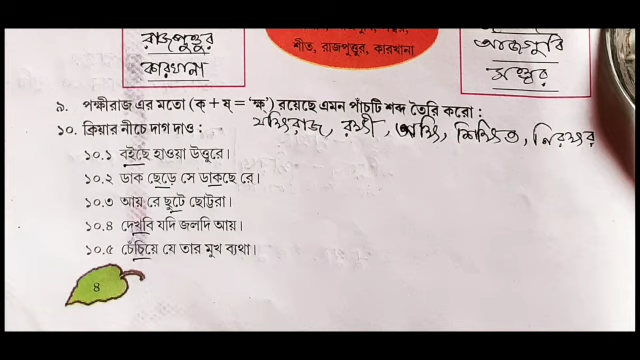 শীত, রাজপুত্তুর, কারখানা
রাজপুত্তুর
কারখানা
আজগুবি
৯. পক্ষীরাজ এর মতো (ক্ + ষ্ = 'ক্ষ') রয়েছে এমন পাঁচটি শব্দ তৈরি করো :
১০. ক্রিয়ার নীচে দাগ দাও :
পক্ষিরাজ, রক্ষী, অক্ষি, শিক্ষিত, নিরক্ষর
১০.১ বইছে হাওয়া উত্তুরে।
১০.২ ডাক ছেড়ে সে ডাকছে রে।
১০.৩ আয় রে ছুটে ছোট্টরা।
১০.৪ দেখবি যদি জলদি আয়।
১০.৫ চেঁচিয়ে যে তার মুখ ব্যথা।
৪